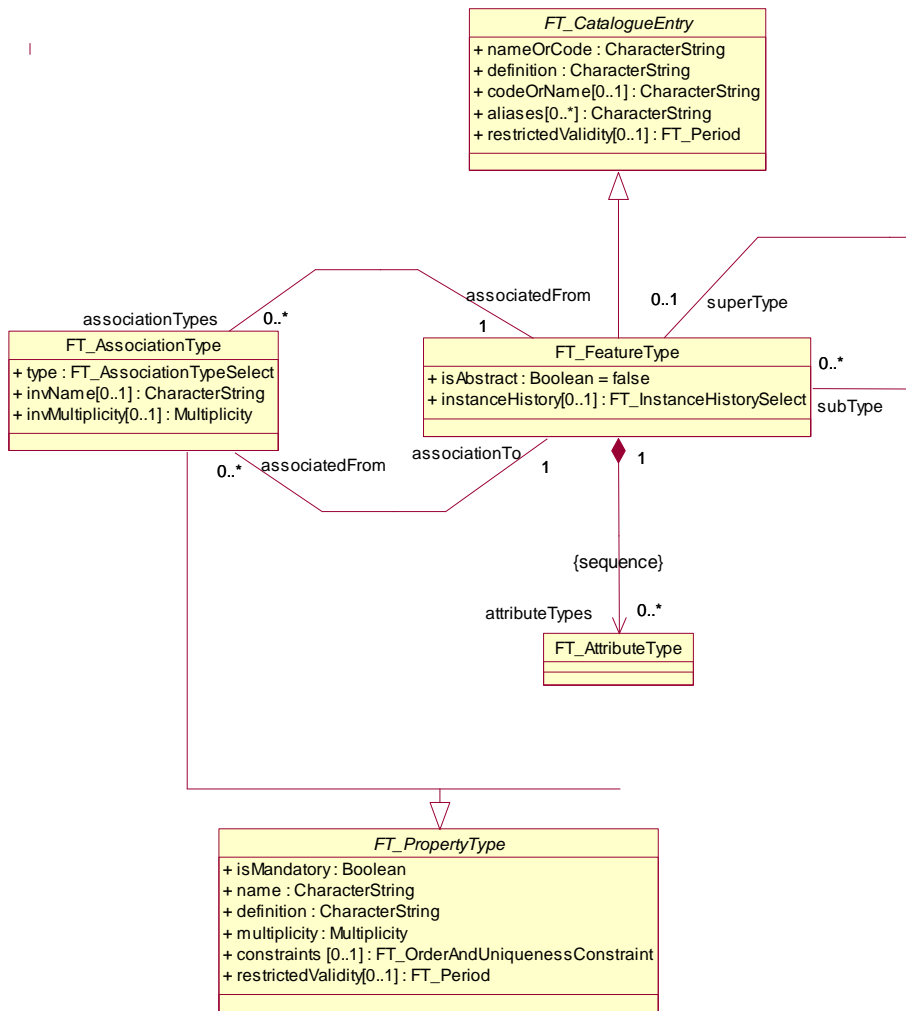 FT_CatalogueEntry
+ nameOrCode : CharacterString
+ definition : CharacterString
+ codeOrName[0..1] : CharacterString
+ aliases[0..*] : CharacterString
+ restrictedValidity[0..1] : FT_Period
associationTypes
0..*
associatedFrom
1
0..1
superType
FT_AssociationType
+ type : FT_AssociationTypeSelect
+ invName[0..1] : CharacterString
+ invMultiplicity[0..1] : Multiplicity
FT_FeatureType
+ isAbstract : Boolean = false
+ instanceHistory[0..1] : FT_InstanceHistorySelect
0..*
subType
0..*
associatedFrom
associationTo
1
1
{sequence}
attributeTypes
0..*
FT_AttributeType
FT_PropertyType
+ isMandatory : Boolean
+ name : CharacterString
+ definition : CharacterString
+ multiplicity : Multiplicity
+ constraints [0..1] : FT_OrderAndUniquenessConstraint
+ restrictedValidity[0..1] : FT_Period